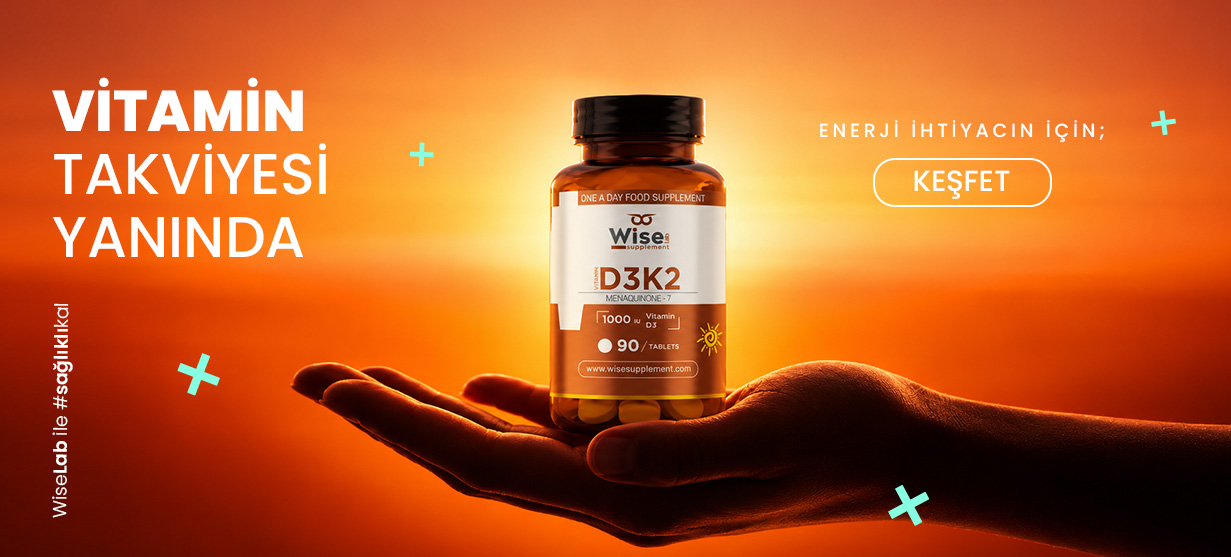 VİTAMİN
TAKVİYESİ
YANINDA
WiseLab ile #sağlıklıkal
ENERJİ İHTİYACIN İÇİN;
KEŞFET
ONE A DAY FOOD SUPPLEMENT
Wise Lab
supplement
VITAMIN D3K2
MENAQUINONE - 7
1000 IU Vitamin
D3
90 / TABLETS
www.wisesupplement.com